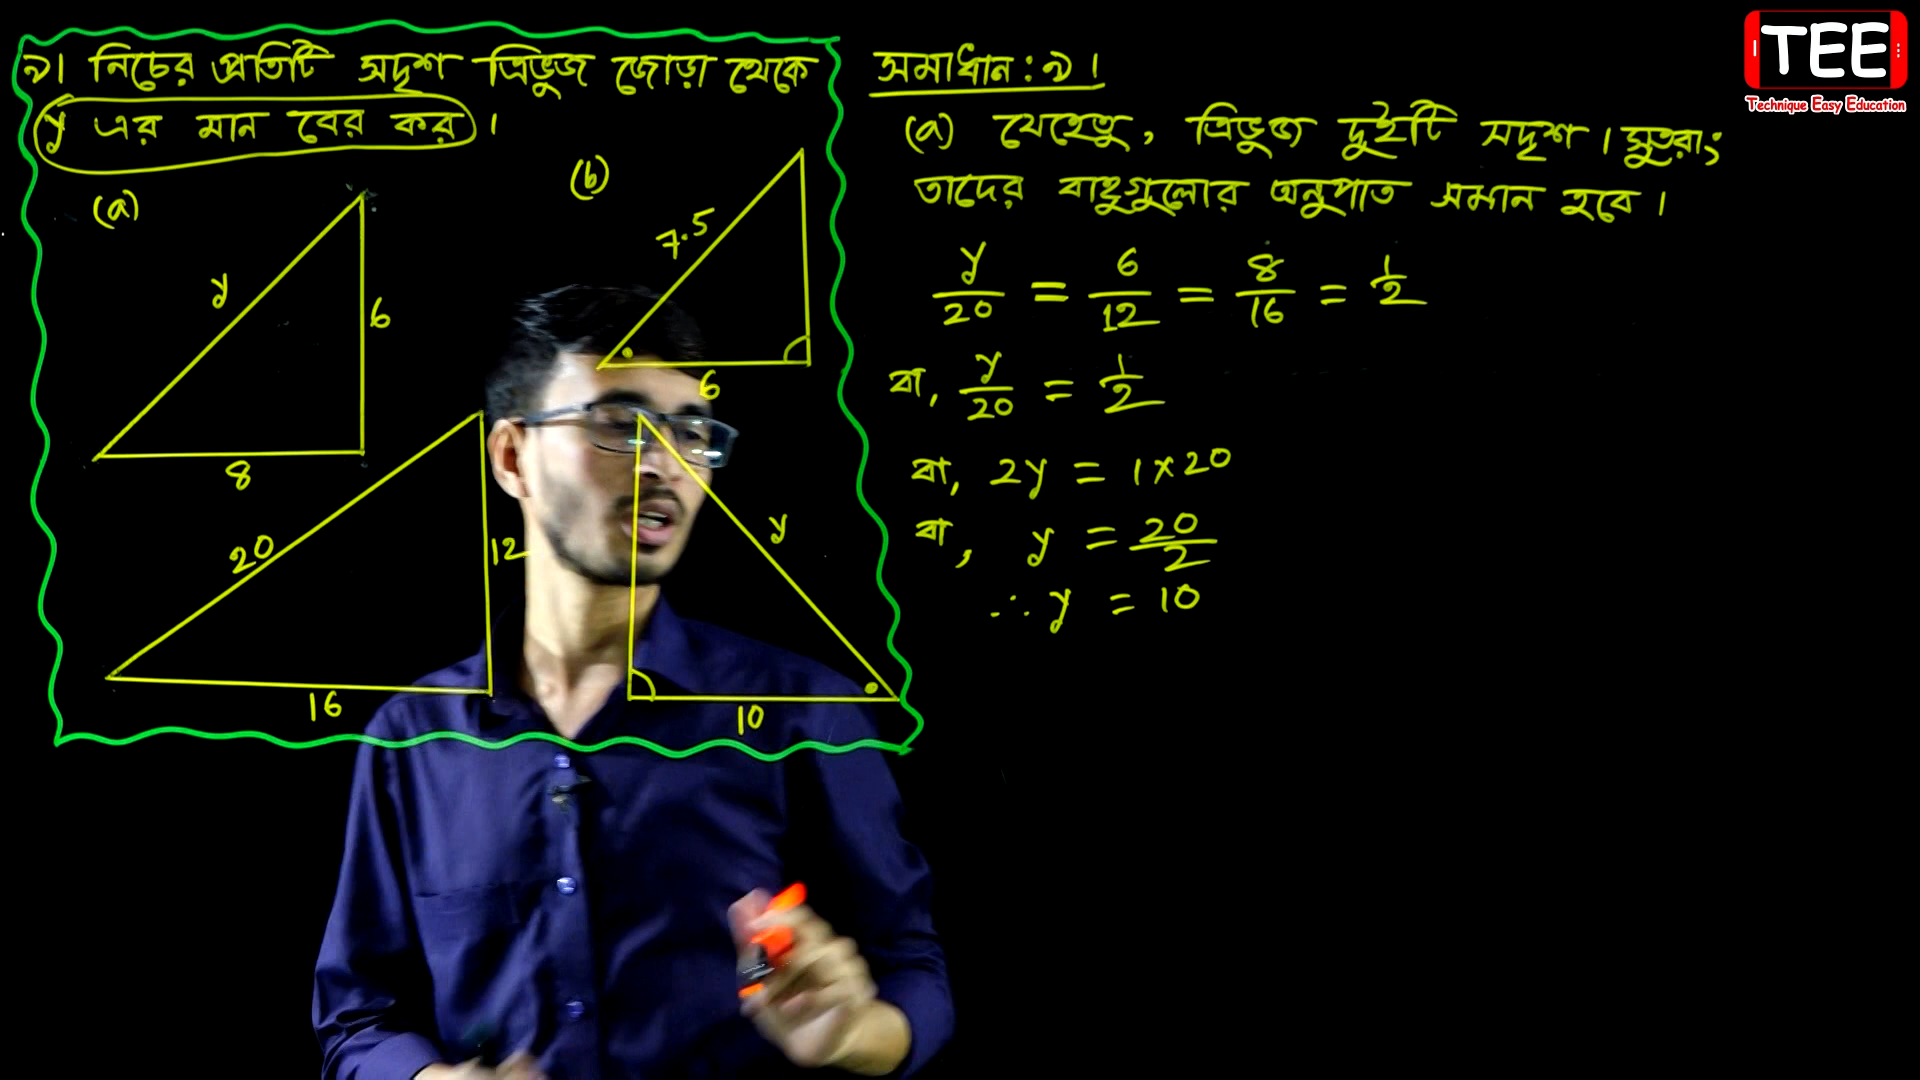 ৯। নিচের প্রতিটি সদৃশ ত্রিভুজ জোড়া থেকে
y এর মান বের কর।
(a)
y
6
8
20
12
16
(b)
7.5
6
y
10
সমাধান : ৯।
(a) যেহেতু, ত্রিভুজ দুইটি সদৃশ। সুতরাং
তাদের বাহুগুলোর অনুপাত সমান হবে।
y/20 = 6/12 = 8/16 = 1/2
বা, y/20 = 1/2
বা, 2y = 1×20
বা, y = 20/2
∴ y = 10
TEE
Technique Easy Education